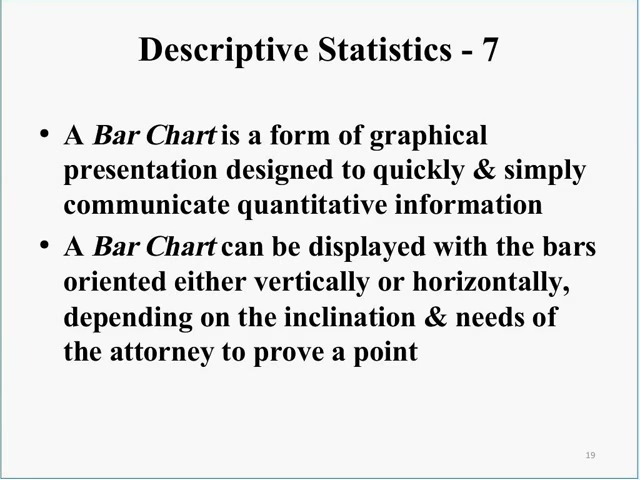 Descriptive Statistics - 7
• A Bar Chart is a form of graphical
presentation designed to quickly & simply
communicate quantitative information
• A Bar Chart can be displayed with the bars
oriented either vertically or horizontally,
depending on the inclination & needs of
the attorney to prove a point
19